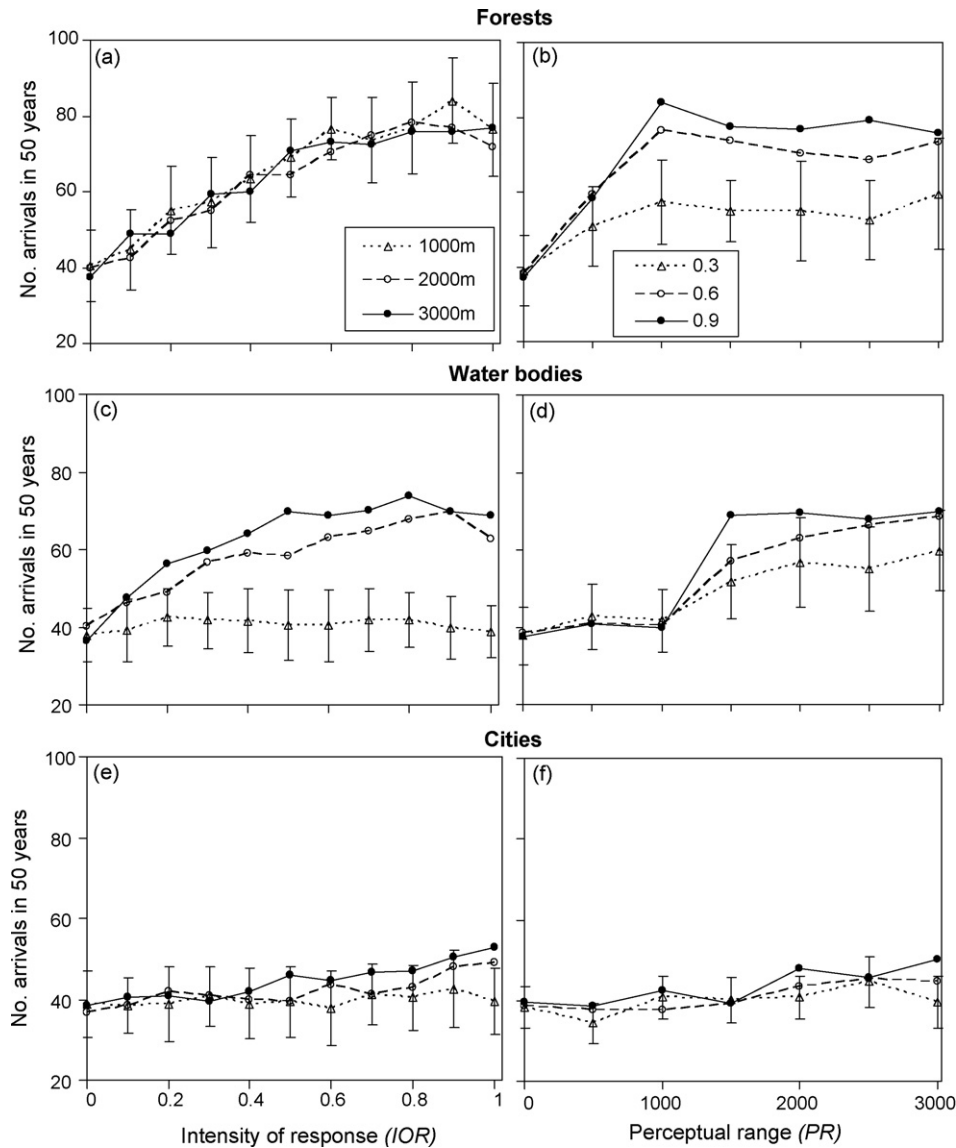 Forests
(a)
(b)
No. arrivals in 50 years
100
80
60
40
20
1000m
2000m
3000m
0.3
0.6
0.9
Water bodies
(c)
(d)
No. arrivals in 50 years
100
80
60
40
20
Cities
(e)
(f)
No. arrivals in 50 years
100
80
60
40
20
0 0.2 0.4 0.6 0.8 1
0 1000 2000 3000
Intensity of response (IOR)
Perceptual range (PR)